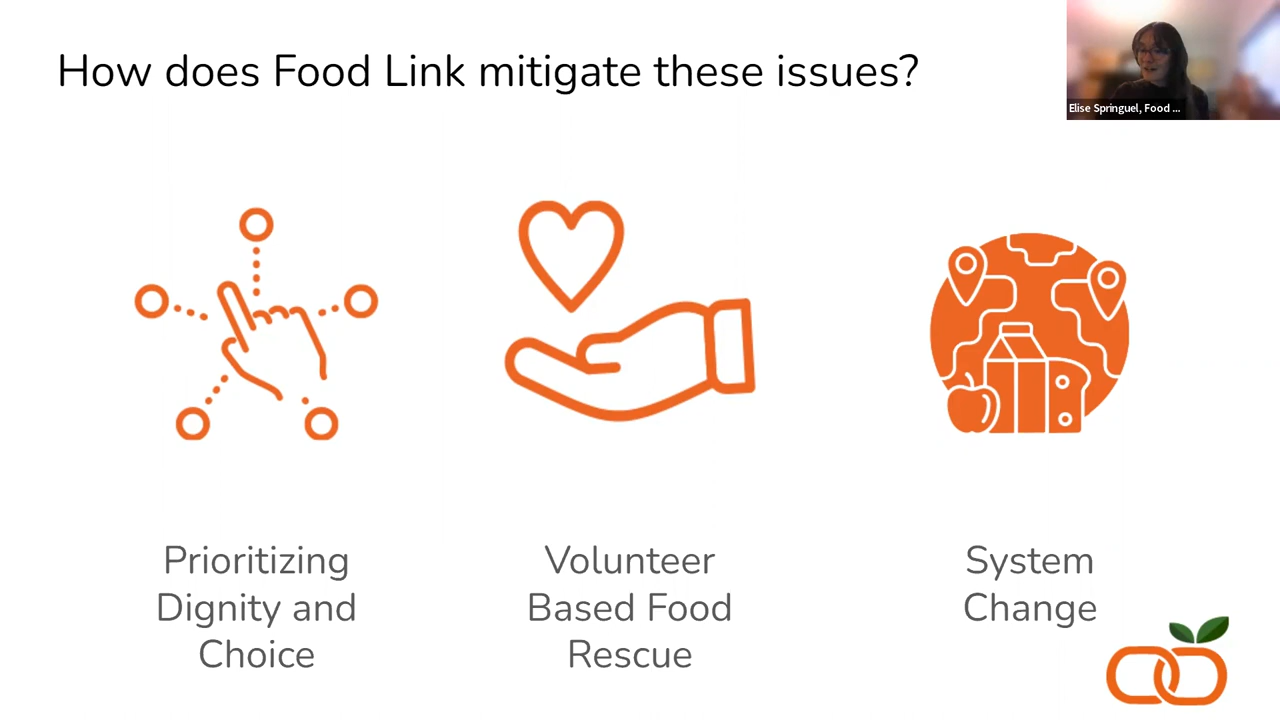 How does Food Link mitigate these issues?
Elise Springuel, Food ...
Prioritizing
Dignity and
Choice
Volunteer
Based Food
Rescue
System
Change